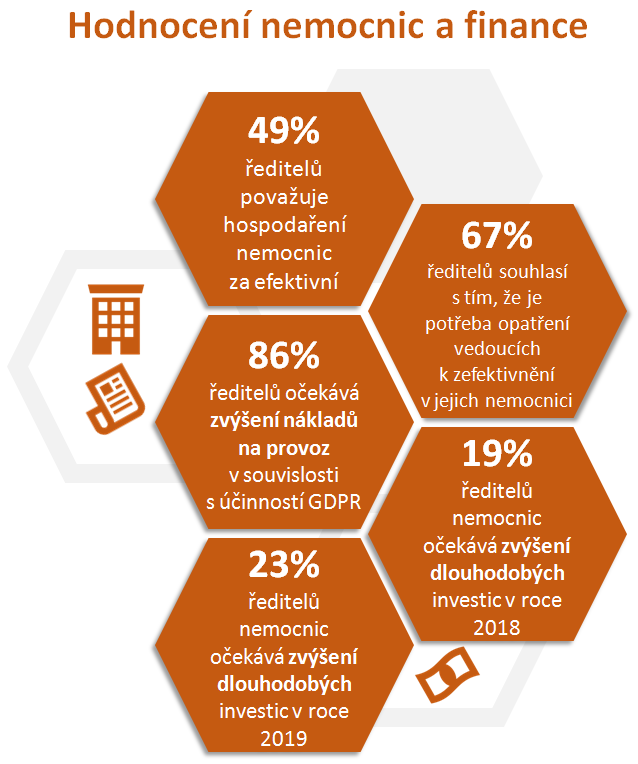 Hodnocení nemocnic a finance
49%
ředitelů
považuje
hospodaření
nemocnic
za efektivní
67%
ředitelů souhlasí
s tím, že je
potřeba opatření
vedoucích
k zefektivnění
v jejich nemocnici
86%
ředitelů očekává
zvýšení nákladů
na provoz
v souvislosti
s účinností GDPR
19%
ředitelů
nemocnic
očekává zvýšení
dlouhodobých
investic v roce
2018
23%
ředitelů
nemocnic
očekává zvýšení
dlouhodobých
investic v roce
2019